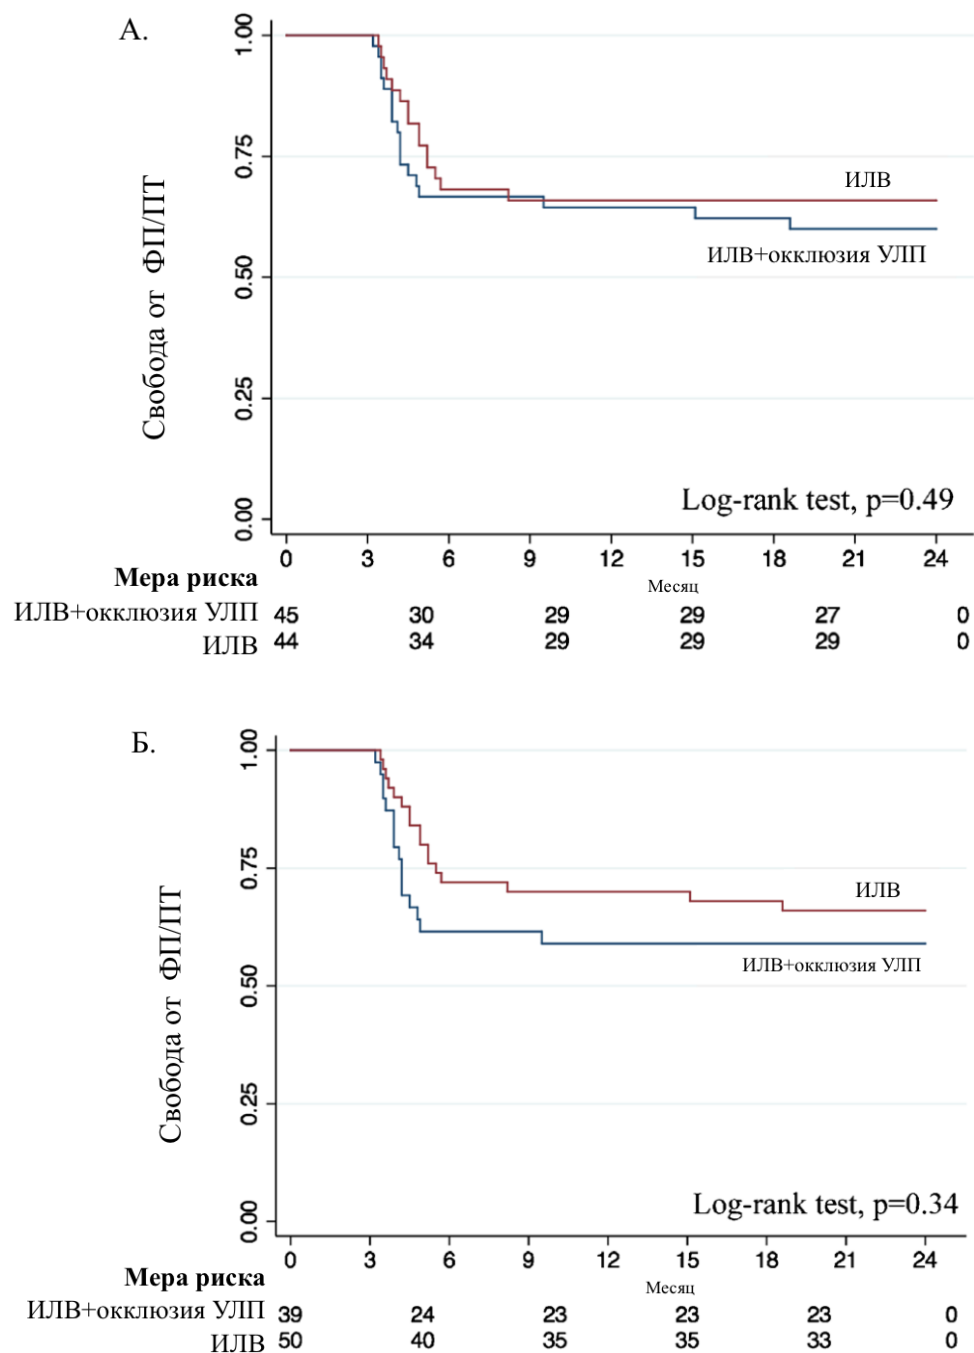 А.
Свобода от ФП/ПТ
1.00
0.75
0.50
0.25
0.00
ИЛВ
ИЛВ+окклюзия УЛП
Log-rank test, p=0.49
0 3 6 9 12 15 18 21 24
Месяц
Мера риска
ИЛВ+окклюзия УЛП 45 30 29 29 27 0
ИЛВ 44 34 29 29 29 0
Б.
Свобода от ФП/ПТ
1.00
0.75
0.50
0.25
0.00
ИЛВ
ИЛВ+окклюзия УЛП
Log-rank test, p=0.34
0 3 6 9 12 15 18 21 24
Месяц
Мера риска
ИЛВ+окклюзия УЛП 39 24 23 23 23 0
ИЛВ 50 40 35 35 33 0